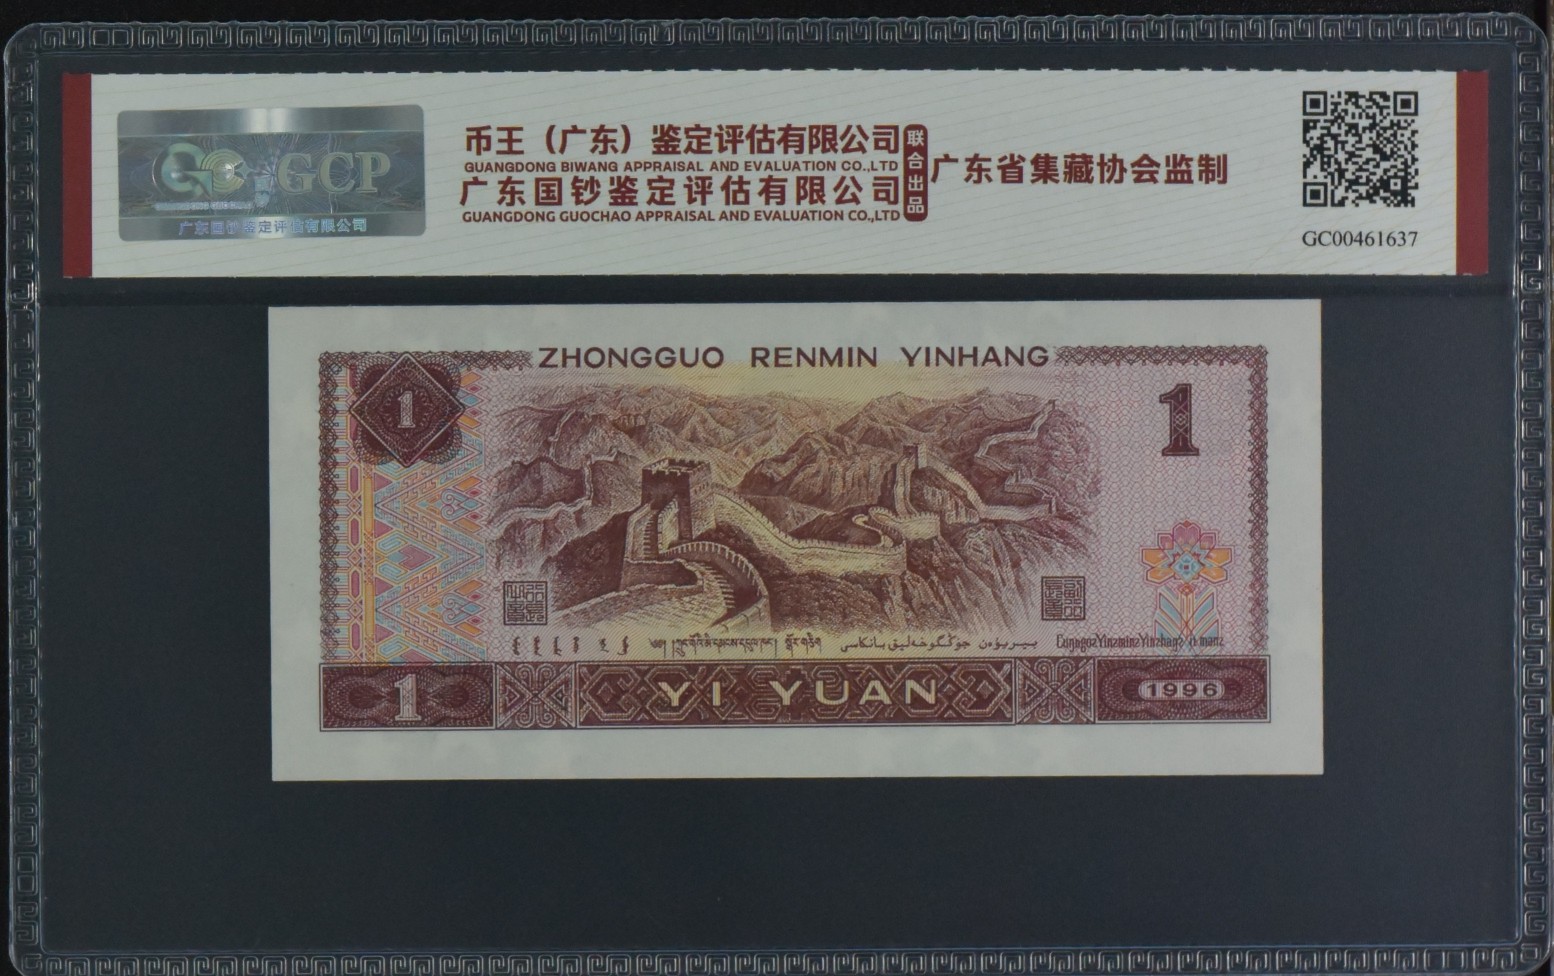 GCP
广东国钞鉴定评估有限公司
币王（广东）鉴定评估有限公司
GUANGDONG BIWANG APPRAISAL AND EVALUATION CO.,LTD
广东国钞鉴定评估有限公司
GUANGDONG GUOCHAO APPRAISAL AND EVALUATION CO.,LTD
联合出品
广东省集藏协会监制
GC00461637
ZHONGGUO RENMIN YINHANG
1
1
1
YI YUAN
1996